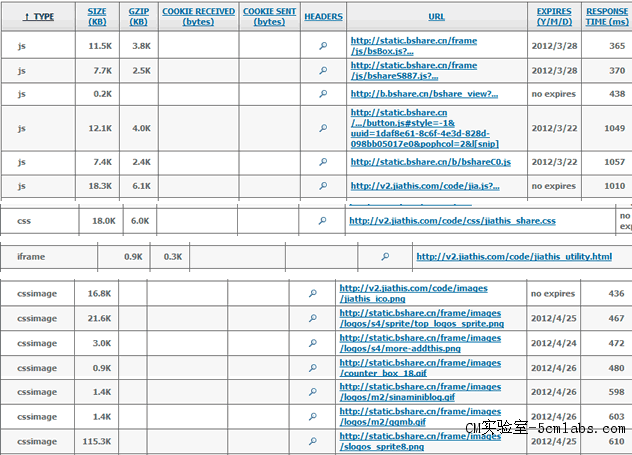 ↑ TYPE SIZE (KB) GZIP (KB) COOKIE RECEIVED (bytes) COOKIE SENT (bytes) HEADERS URL EXPIRES (Y/M/D) RESPONSE TIME (ms)
js 11.5K 3.8K http://static.bshare.cn/frame 2012/3/28 365
/js/bsBox.js?...
js 7.7K 2.5K http://static.bshare.cn/frame 2012/3/28 370
/js/bshareS887.js?...
js 0.2K http://b.bshare.cn/bshare_view?... no expires 438
js 12.1K 4.0K http://static.bshare.cn 2012/3/22 1049
/.../button.js#style=-1&
uuid=1daf8e61-8c6f-4e3d-828d-
098bb05017e0&pophcol=2&l[snip]
js 7.4K 2.4K http://static.bshare.cn/b/bshareC0.js 2012/3/22 1057
js 18.3K 6.1K http://v2.jiathis.com/code/jia.js?... no expires 1010
css 18.0K 6.0K http://v2.jiathis.com/code/css/jiathis_share.css no
exp
iframe 0.9K 0.3K http://v2.jiathis.com/code/jiathis_utility.html
cssimage 16.8K http://v2.jiathis.com/code/images no expires 436
/jiathis_ico.png
cssimage 21.6K http://static.bshare.cn/frame/images 2012/4/25 467
/logos/s4/sprite/top_logos_sprite.png
cssimage 3.0K http://static.bshare.cn/frame/images 2012/4/24 472
/logos/s4/more-addthis.png
cssimage 0.9K http://static.bshare.cn/frame/images 2012/4/26 480
/counter_box_18.gif
cssimage 1.4K http://static.bshare.cn/frame/images 2012/4/26 598
/logos/m2/sinaminiblog.gif
cssimage 1.4K http://static.bshare.cn/frame/images 2012/4/26 603
/logos/m2/qqmb.gif
cssimage 115.3K http://static.bshare.cn/frame/images 2012/4/25 610
/slogos_sprite8.png
CM实验室-5cmlabs.com